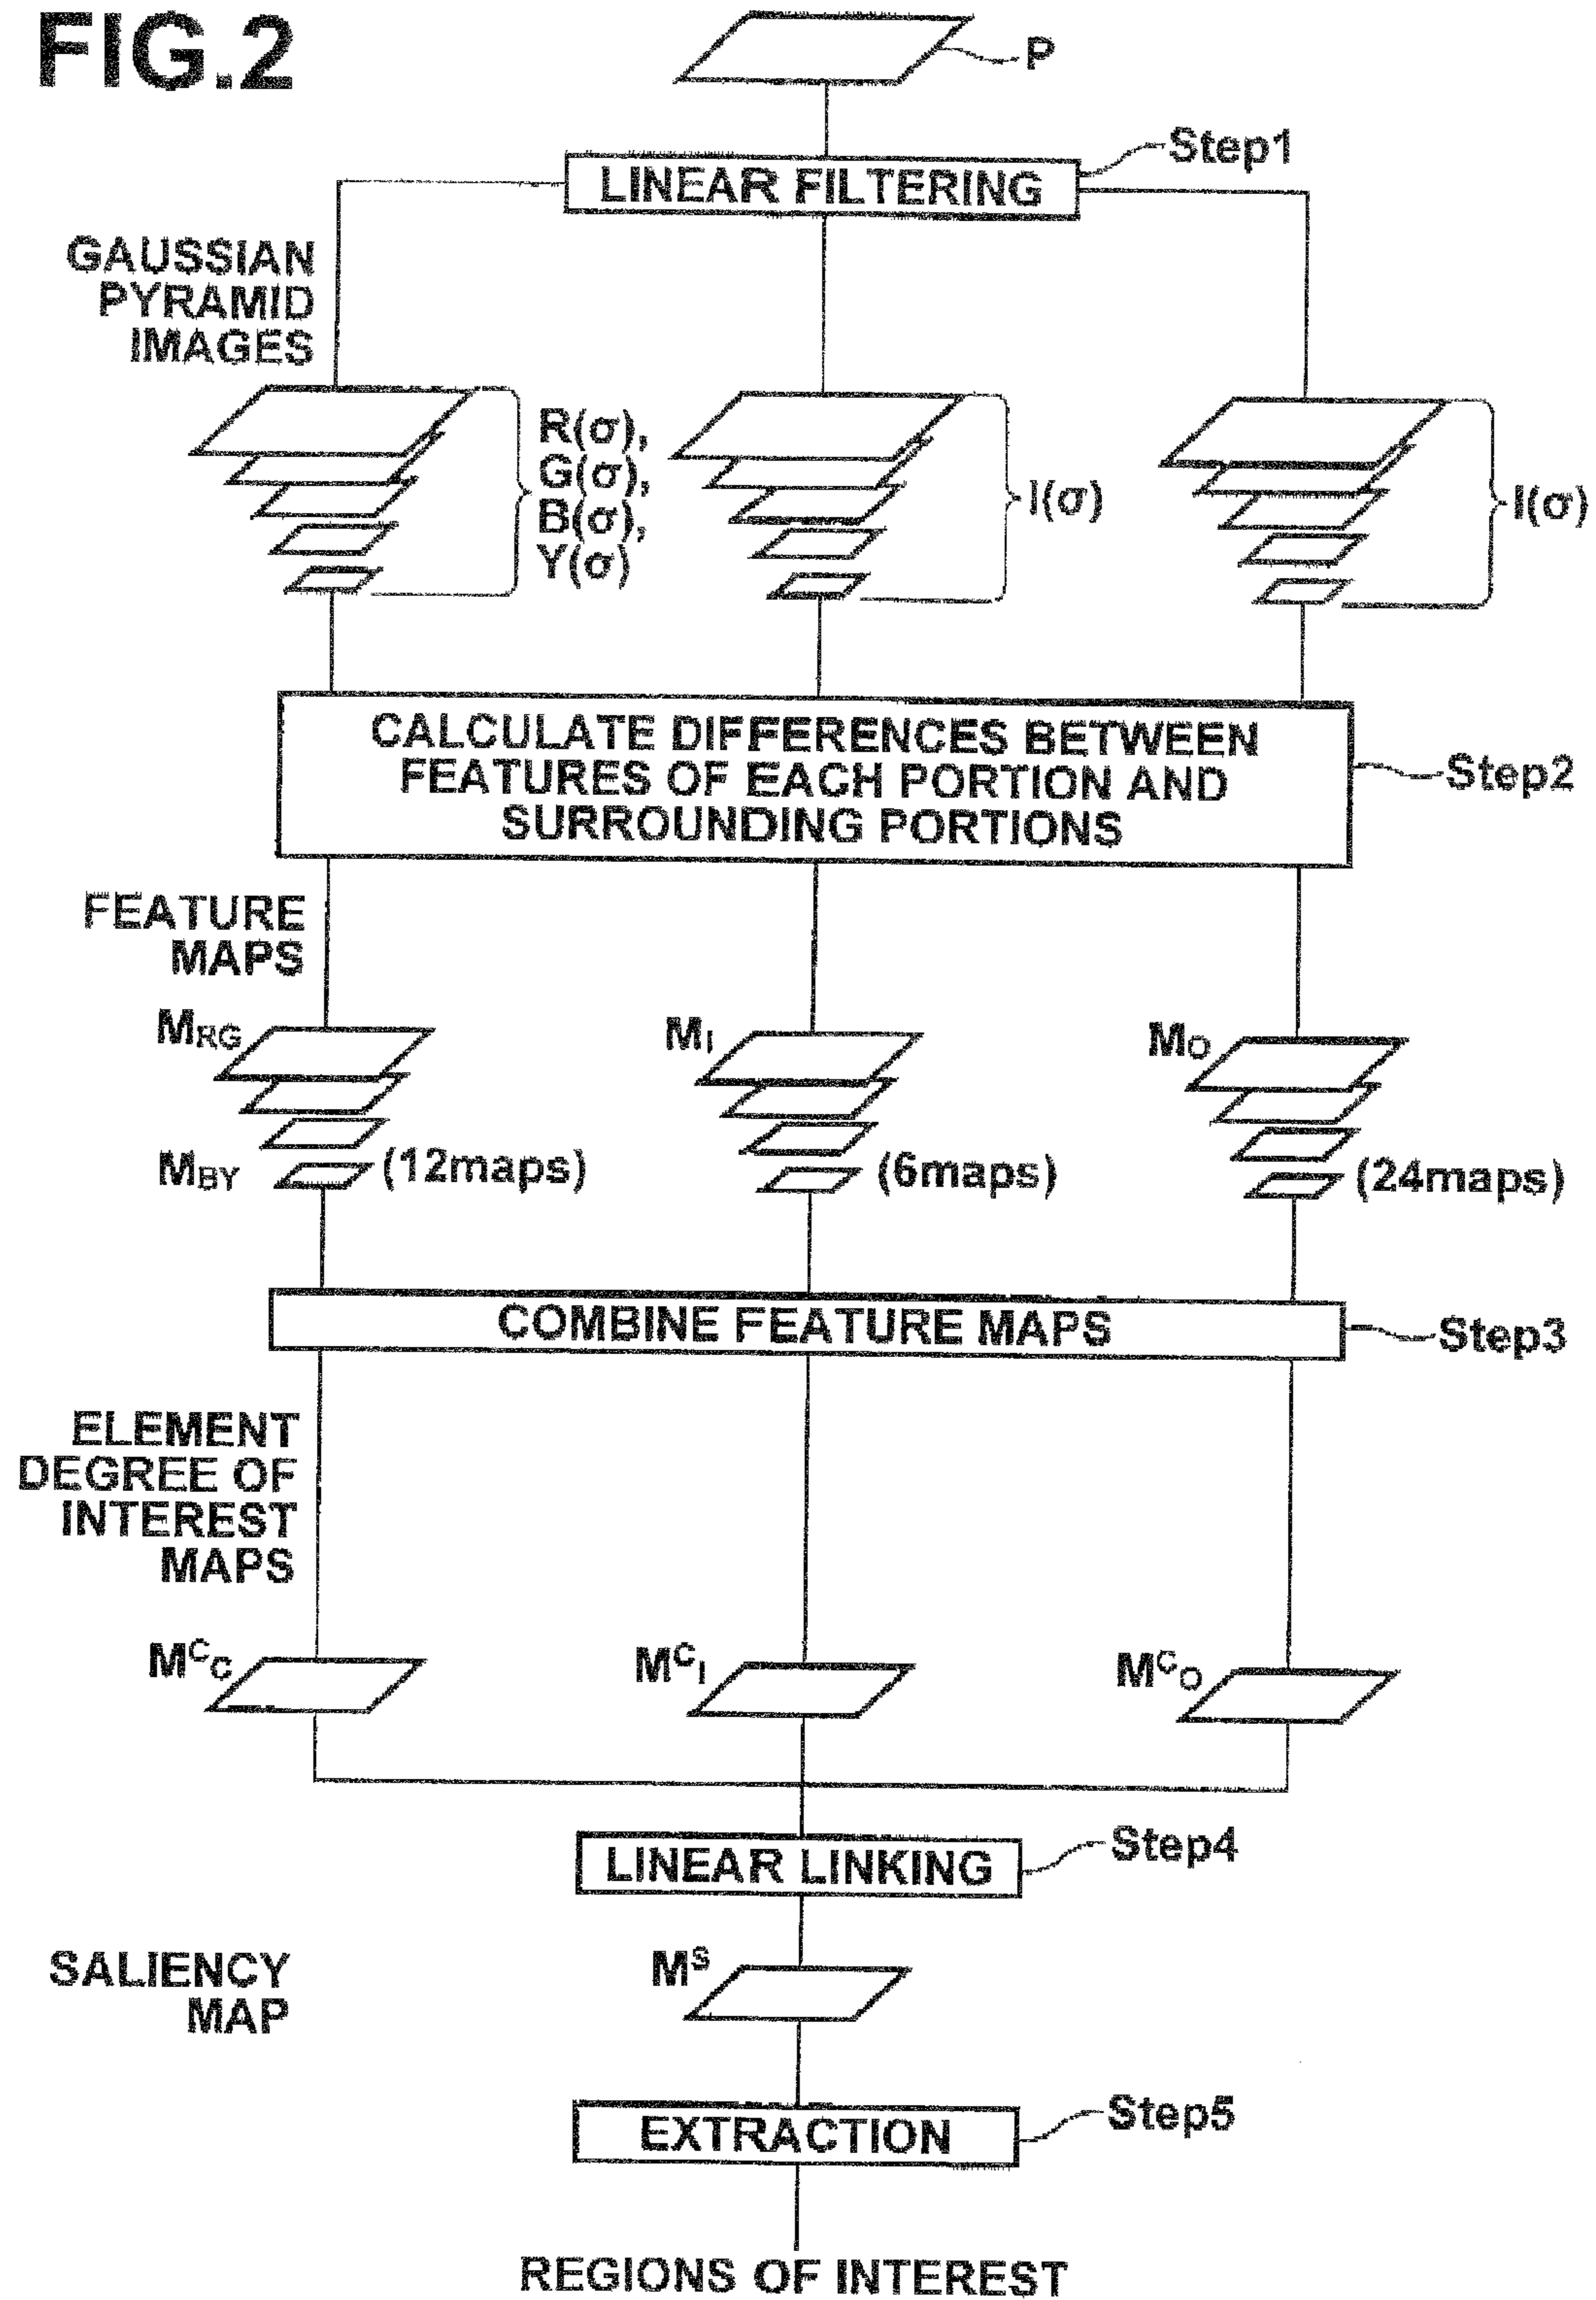 FIG.2
P
Step1
LINEAR FILTERING
GAUSSIAN
PYRAMID
IMAGES
R(σ),
G(σ),
B(σ),
Y(σ)
I(σ)
I(σ)
CALCULATE DIFFERENCES BETWEEN
FEATURES OF EACH PORTION AND
SURROUNDING PORTIONS
Step2
FEATURE
MAPS
MRG
MI
MO
MBY
(12maps)
(6maps)
(24maps)
COMBINE FEATURE MAPS
Step3
ELEMENT
DEGREE OF
INTEREST
MAPS
MCC
MCI
MCO
LINEAR LINKING
Step4
SALIENCY
MAP
MS
EXTRACTION
Step5
REGIONS OF INTEREST